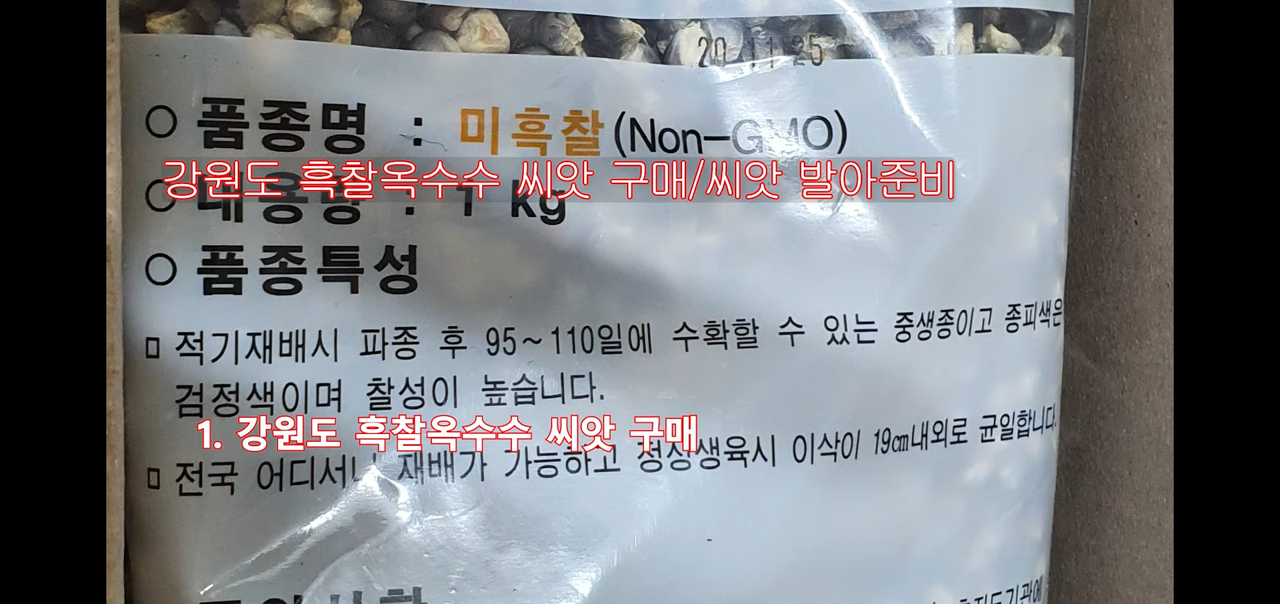 20.11.25
○ 품종명 : 미흑찰(Non-GMO)
강원도 흑찰옥수수 씨앗 구매/씨앗 발아준비
○ 내용량 : 1 kg
○ 품종특성
▫ 적기재배시 파종 후 95~110일에 수확할 수 있는 중생종이고 종피색은
검정색이며 찰성이 높습니다.
1. 강원도 흑찰옥수수 씨앗 구매
▫ 전국 어디서나 재배가 가능하고 정상생육시 이삭이 19㎝내외로 균일합니다.